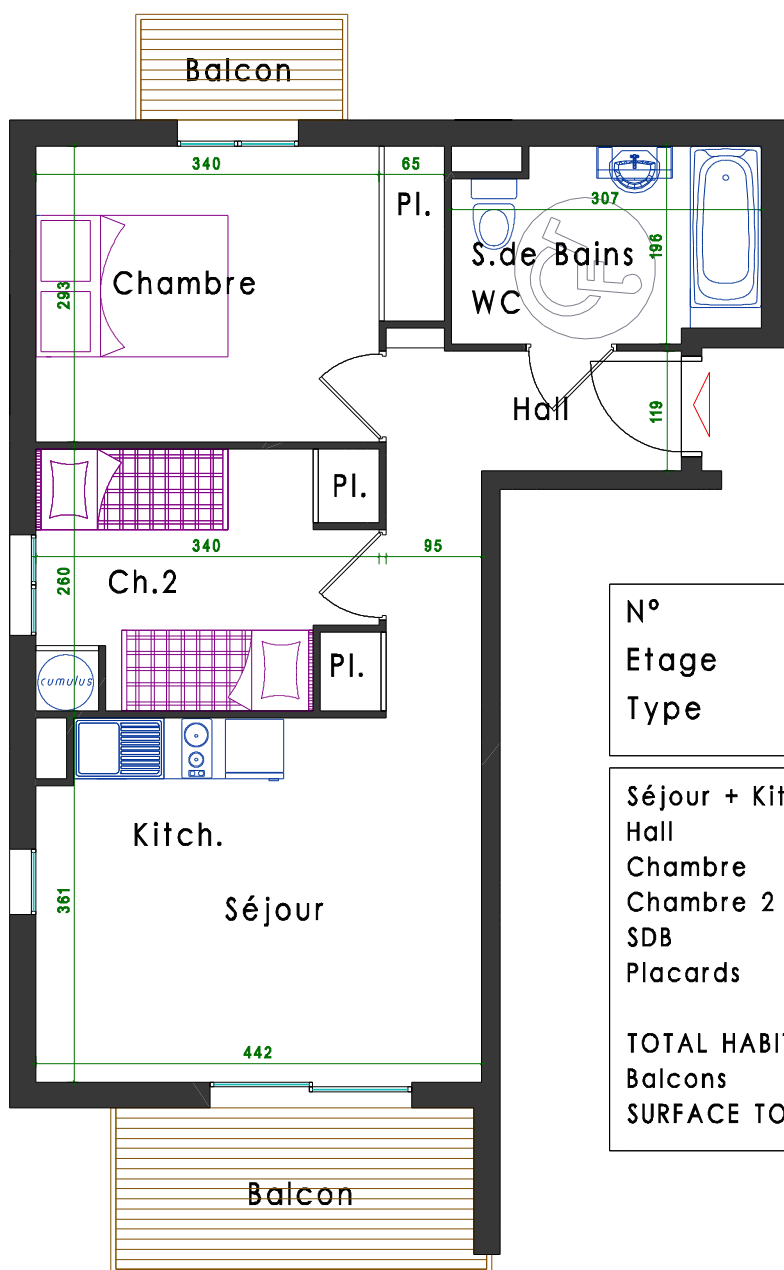 Balcon
340
65
Pl.
307
S.de Bains
WC
196
Chambre
293
Hall
119
Pl.
340
95
260
Ch.2
Pl.
cumulus
Kitch.
361
Séjour
442
Balcon
N°
Etage
Type
Séjour + Kit
Hall
Chambre
Chambre 2
SDB
Placards
TOTAL HABI
Balcons
SURFACE TO